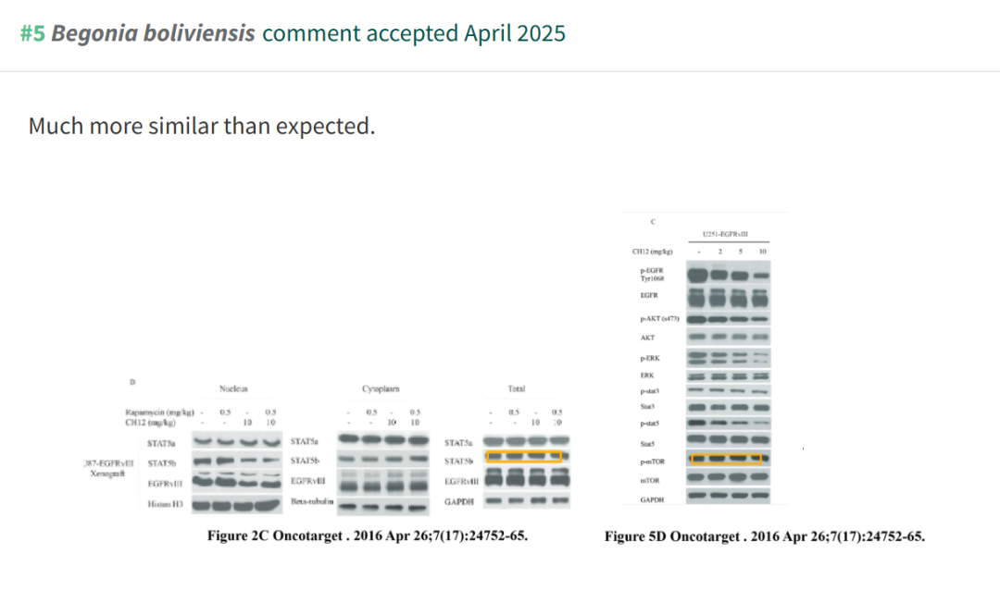 #5 Begonia boliviensis comment accepted April 2025
Much more similar than expected.
C
U251-EGFRvIII
CH12 (mg/kg) - 2 5 10
p-EGFR
Tyr1068
EGFR
p-AKT (s473)
AKT
p-ERK
ERK
p-stat3
Stat3
p-stat5
Stat5
p-mTOR
mTOR
GAPDH
D
Nucleus Cytoplasm Total
Rapamycin (mg/kg) - 0.5 - 0.5 - 0.5 - 0.5 - 0.5 - 0.5
CH12 (mg/kg) - - 10 10 - - 10 10 - - 10 10
STAT5a STAT5a STAT5a
U87-EGFRvIII
Xenograft
STAT5b STAT5b STAT5b
EGFRvIII EGFRvIII EGFRvIII
Histon H3 Beta-tubulin GAPDH
Figure 2C Oncotarget . 2016 Apr 26;7(17):24752-65.
Figure 5D Oncotarget . 2016 Apr 26;7(17):24752-65.